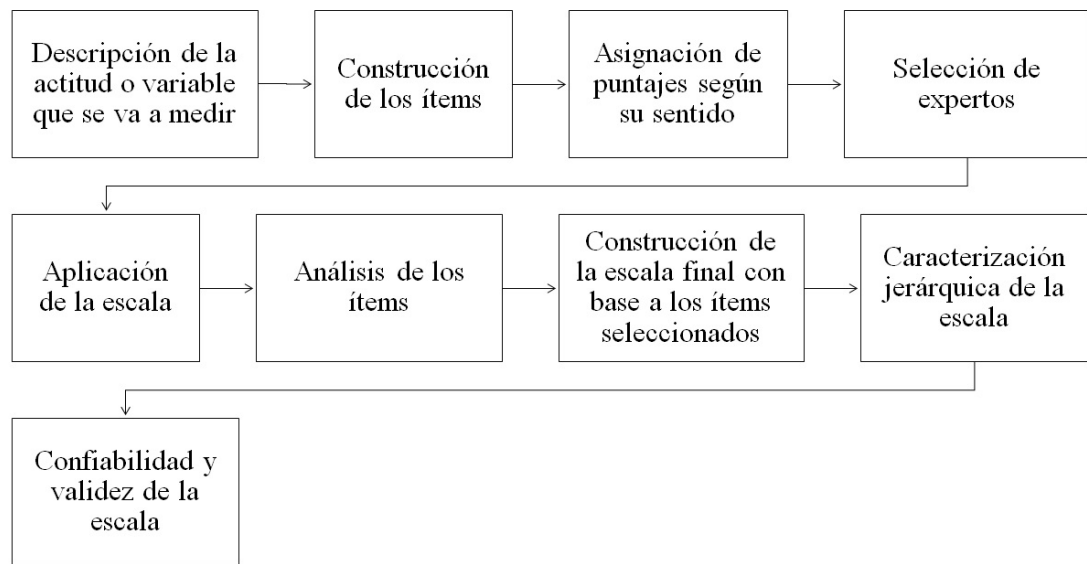 Descripción de la
actitud o variable
que se va a medir
Construcción
de los ítems
Asignación de
puntajes según
su sentido
Selección de
expertos
Aplicación
de la escala
Análisis de los
ítems
Construcción de
la escala final con
base a los ítems
seleccionados
Caracterización
jerárquica de la
escala
Confiabilidad y
validez de la
escala